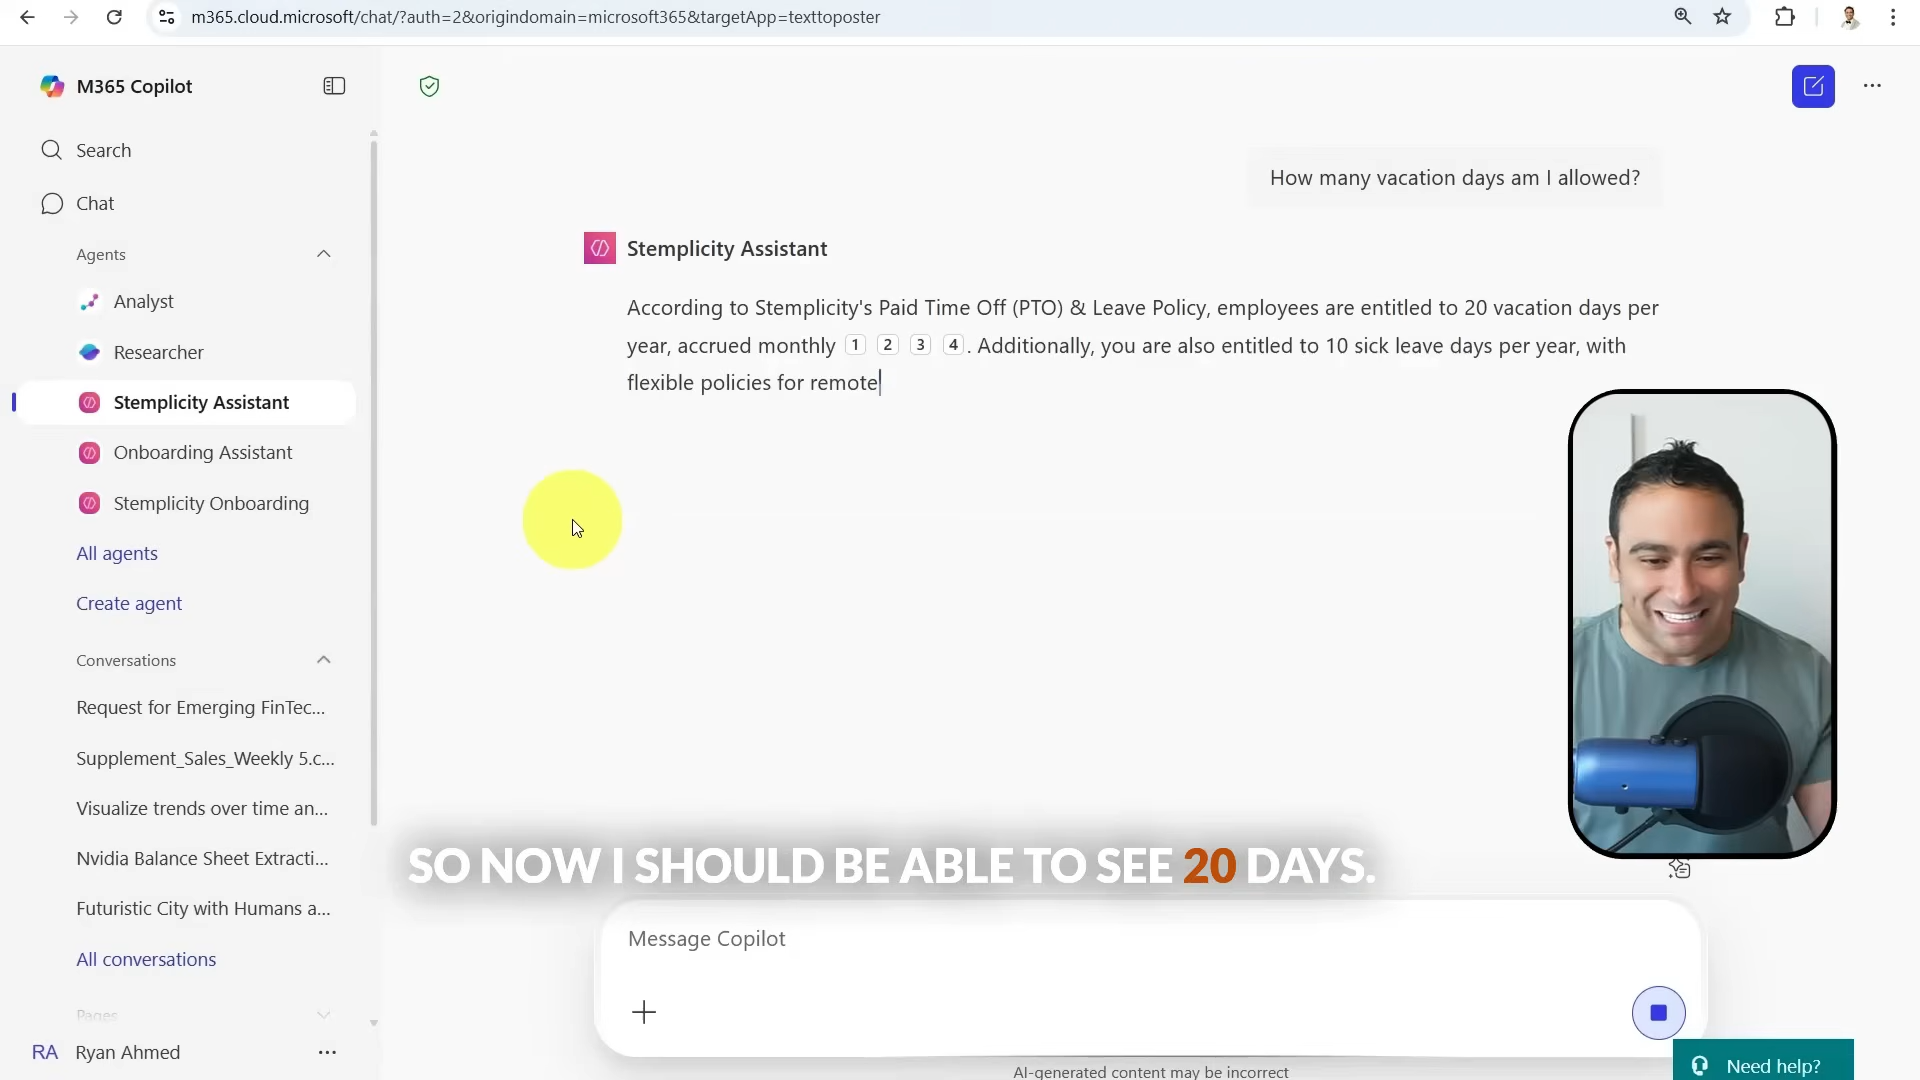 m365.cloud.microsoft/chat/?auth=2&origindomain=microsoft365&targetApp=texttoposter
M365 Copilot
Search
Chat
Agents
Analyst
Researcher
Stemplicity Assistant
Onboarding Assistant
Stemplicity Onboarding
All agents
Create agent
Conversations
Request for Emerging FinTec...
Supplement_Sales_Weekly 5.c...
Visualize trends over time an...
Nvidia Balance Sheet Extracti...
Futuristic City with Humans a...
All conversations
Pages
RA Ryan Ahmed
How many vacation days am I allowed?
Stemplicity Assistant
According to Stemplicity's Paid Time Off (PTO) & Leave Policy, employees are entitled to 20 vacation days per
year, accrued monthly 1 2 3 4. Additionally, you are also entitled to 10 sick leave days per year, with
flexible policies for remote
SO NOW I SHOULD BE ABLE TO SEE 20 DAYS.
Message Copilot
AI-generated content may be incorrect
Need help?